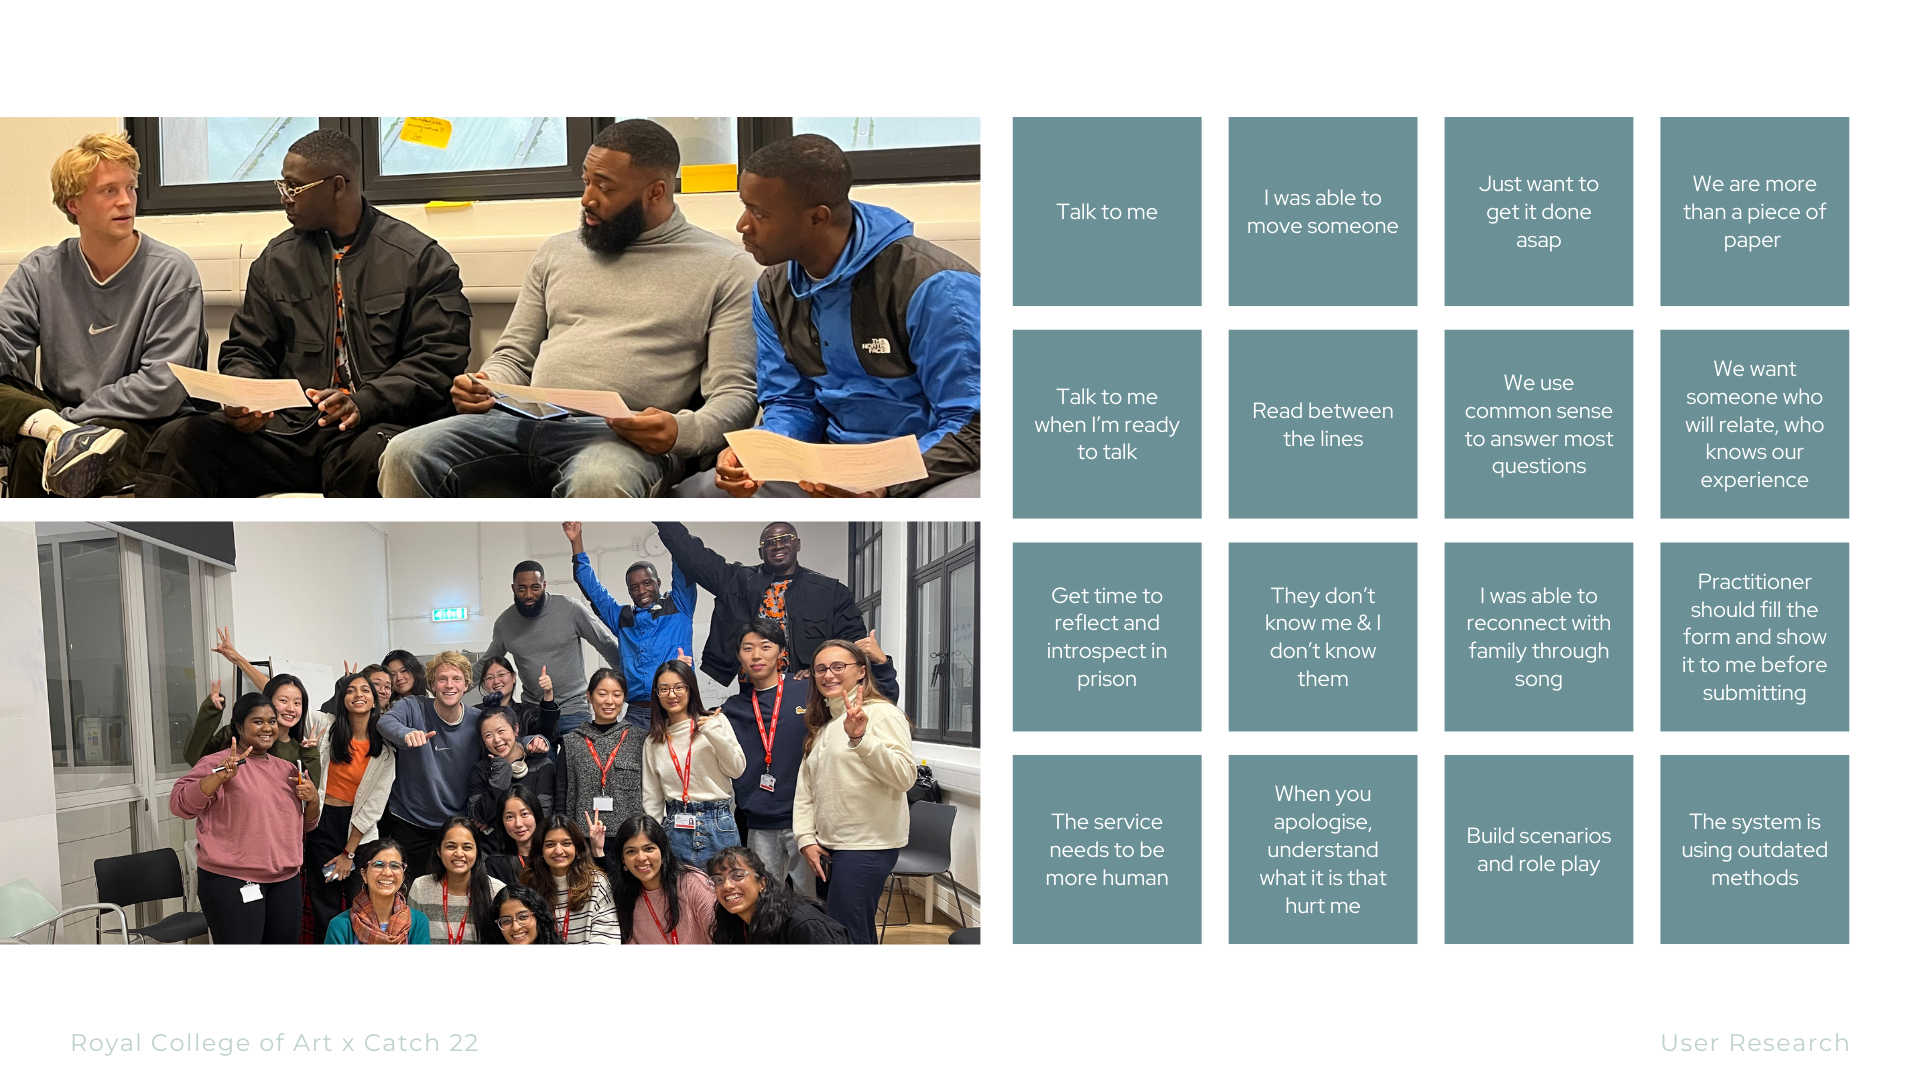 Talk to me
I was able to
move someone
Just want to
get it done
asap
We are more
than a piece of
paper
Talk to me
when I’m ready
to talk
Read between
the lines
We use
common sense
to answer most
questions
We want
someone who
will relate, who
knows our
experience
Get time to
reflect and
introspect in
prison
They don’t
know me & I
don’t know
them
I was able to
reconnect with
family through
song
Practitioner
should fill the
form and show
it to me before
submitting
The service
needs to be
more human
When you
apologise,
understand
what it is that
hurt me
Build scenarios
and role play
The system is
using outdated
methods
THE
NORTH
FACE
Royal College of Art x Catch 22
User Research